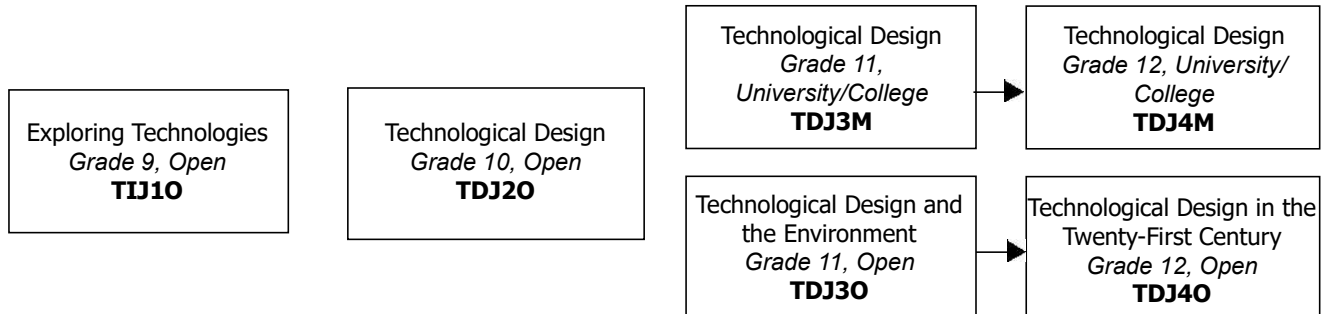 Exploring Technologies
Grade 9, Open
TIJ1O
Technological Design
Grade 10, Open
TDJ2O
Technological Design
Grade 11,
University/College
TDJ3M
Technological Design
Grade 12, University/
College
TDJ4M
Technological Design and
the Environment
Grade 11, Open
TDJ3O
Technological Design in the
Twenty-First Century
Grade 12, Open
TDJ4O